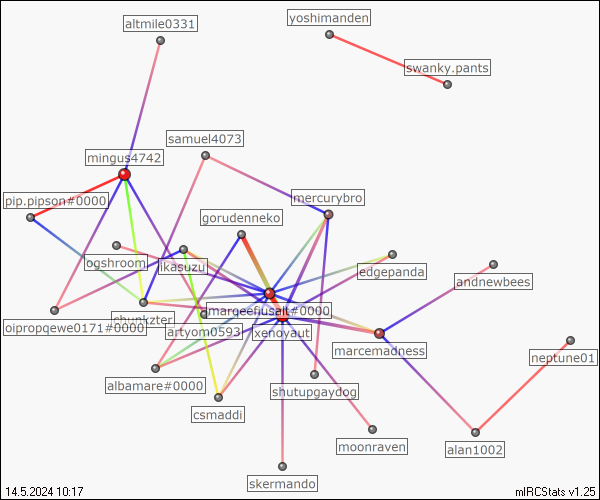 altmile0331
yoshimanden
swanky.pants
samuel4073
mingus4742
pip.pipson#0000
mercurybro
gorudenneko
ogshroom
likasuzu
edgepanda
andnewbees
chunkzter
marqeefiusalt#0000
oipropqewe0171#0000
artyom0593
xenoyaut
marcemadness
neptune01
albamare#0000
shutupgaydog
csmaddi
moonraven
alan1002
skermando
14.5.2024 10:17
mIRCStats v1.25